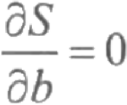 ∂S/∂b = 0